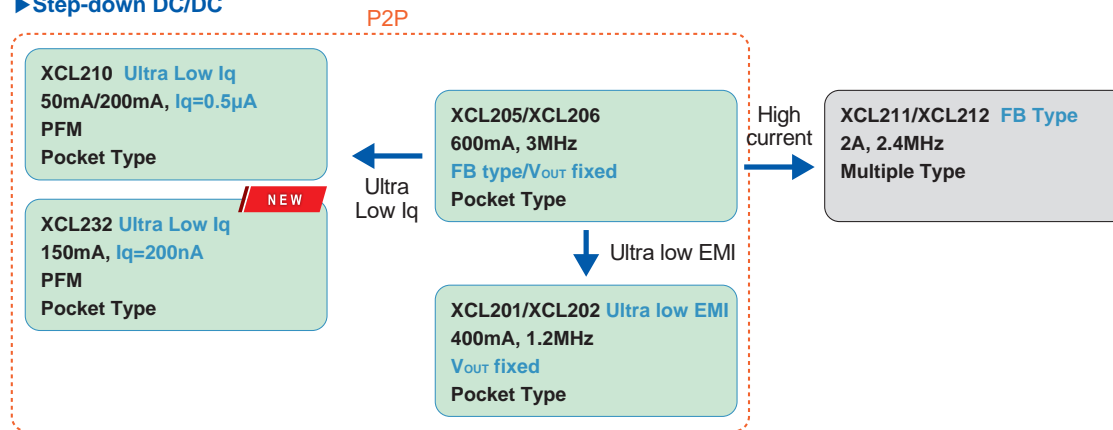 ▶Step-down DC/DC
P2P
XCL210 Ultra Low Iq
50mA/200mA, Iq=0.5µA
PFM
Pocket Type
NEW
XCL232 Ultra Low Iq
150mA, Iq=200nA
PFM
Pocket Type
Ultra
Low Iq
XCL205/XCL206
600mA, 3MHz
FB type/VOUT fixed
Pocket Type
Ultra low EMI
XCL201/XCL202 Ultra low EMI
400mA, 1.2MHz
VOUT fixed
Pocket Type
High
current
XCL211/XCL212 FB Type
2A, 2.4MHz
Multiple Type